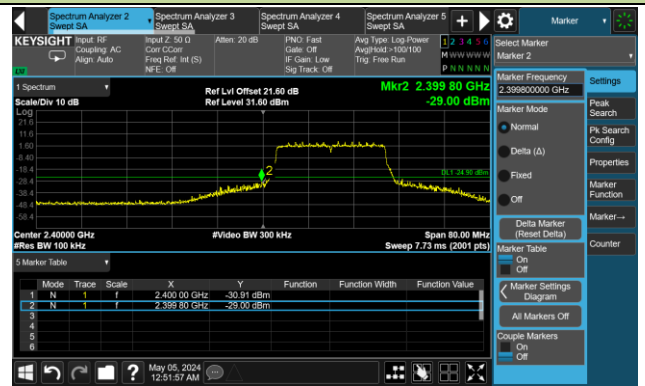 Spectrum Analyzer 2
Swept SA
Spectrum Analyzer 3
Swept SA
Spectrum Analyzer 4
Swept SA
Spectrum Analyzer 5
Swept SA
Marker
KEYSIGHT
Input: RF
Coupling: AC
Align: Auto
Input Z: 50 Ω
Corr CCorr
Freq Ref: Int (S)
NFE: Off
Atten: 20 dB
PNO: Fast
Gate: Off
IF Gain: Low
Sig Track: Off
Avg Type: Log-Power
Avg|Hold:>100/100
Trig: Free Run
1 2 3 4 5 6
M W W W W W
P N N N N N
LW
Select Marker
Marker 2
1 Spectrum
Scale/Div 10 dB
Log
Ref Lvl Offset 21.60 dB
Ref Level 31.60 dBm
Mkr2 2.399 80 GHz
-29.00 dBm
21.6
11.6
1.60
-8.40
-18.4
-28.4
-38.4
-48.4
-58.4
2
DL1 -24.90 dBm
Center 2.40000 GHz
#Res BW 100 kHz
#Video BW 300 kHz
Span 80.00 MHz
Sweep 7.73 ms (2001 pts)
5 Marker Table
Mode Trace Scale X Y Function Function Width Function Value
1 N 1 f 2.400 00 GHz -30.91 dBm
2 N 1 f 2.399 80 GHz -29.00 dBm
3
4
5
6
Marker Frequency
2.399800000 GHz
Marker Mode
Normal
Delta (Δ)
Fixed
Off
Delta Marker
(Reset Delta)
Marker Table
On
Off
Marker Settings
Diagram
All Markers Off
Couple Markers
On
Off
Settings
Peak
Search
Pk Search
Config
Properties
Marker
Function
Marker→
Counter
?
May 05, 2024
12:51:57 AM